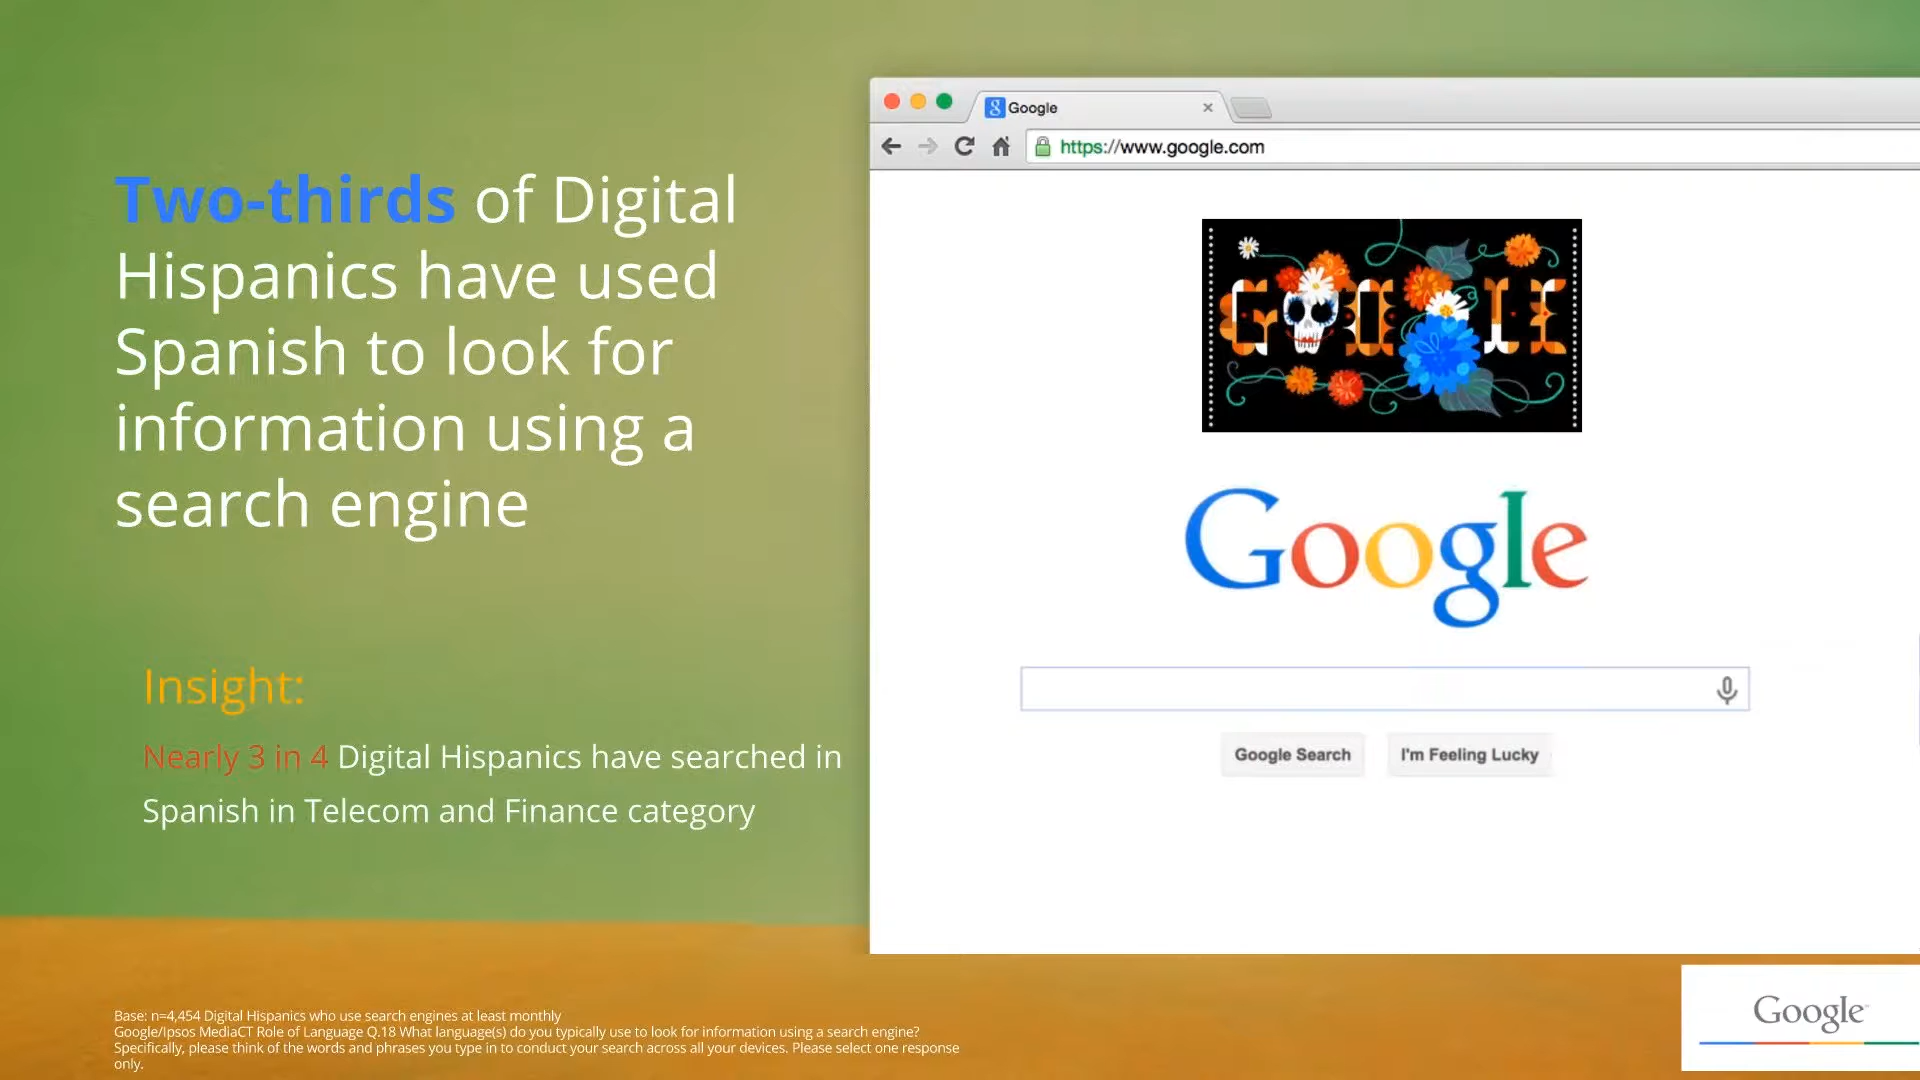 Two-thirds of Digital
Hispanics have used
Spanish to look for
information using a
search engine
Insight:
Nearly 3 in 4 Digital Hispanics have searched in
Spanish in Telecom and Finance category
Google
https://www.google.com
GOOGLE
Google
Google Search
I'm Feeling Lucky
Base: n=4,454 Digital Hispanics who use search engines at least monthly
Google/Ipsos MediaCT Role of Language Q.18 What language(s) do you typically use to look for information using a search engine?
Specifically, please think of the words and phrases you type in to conduct your search across all your devices. Please select one response
only.
Google